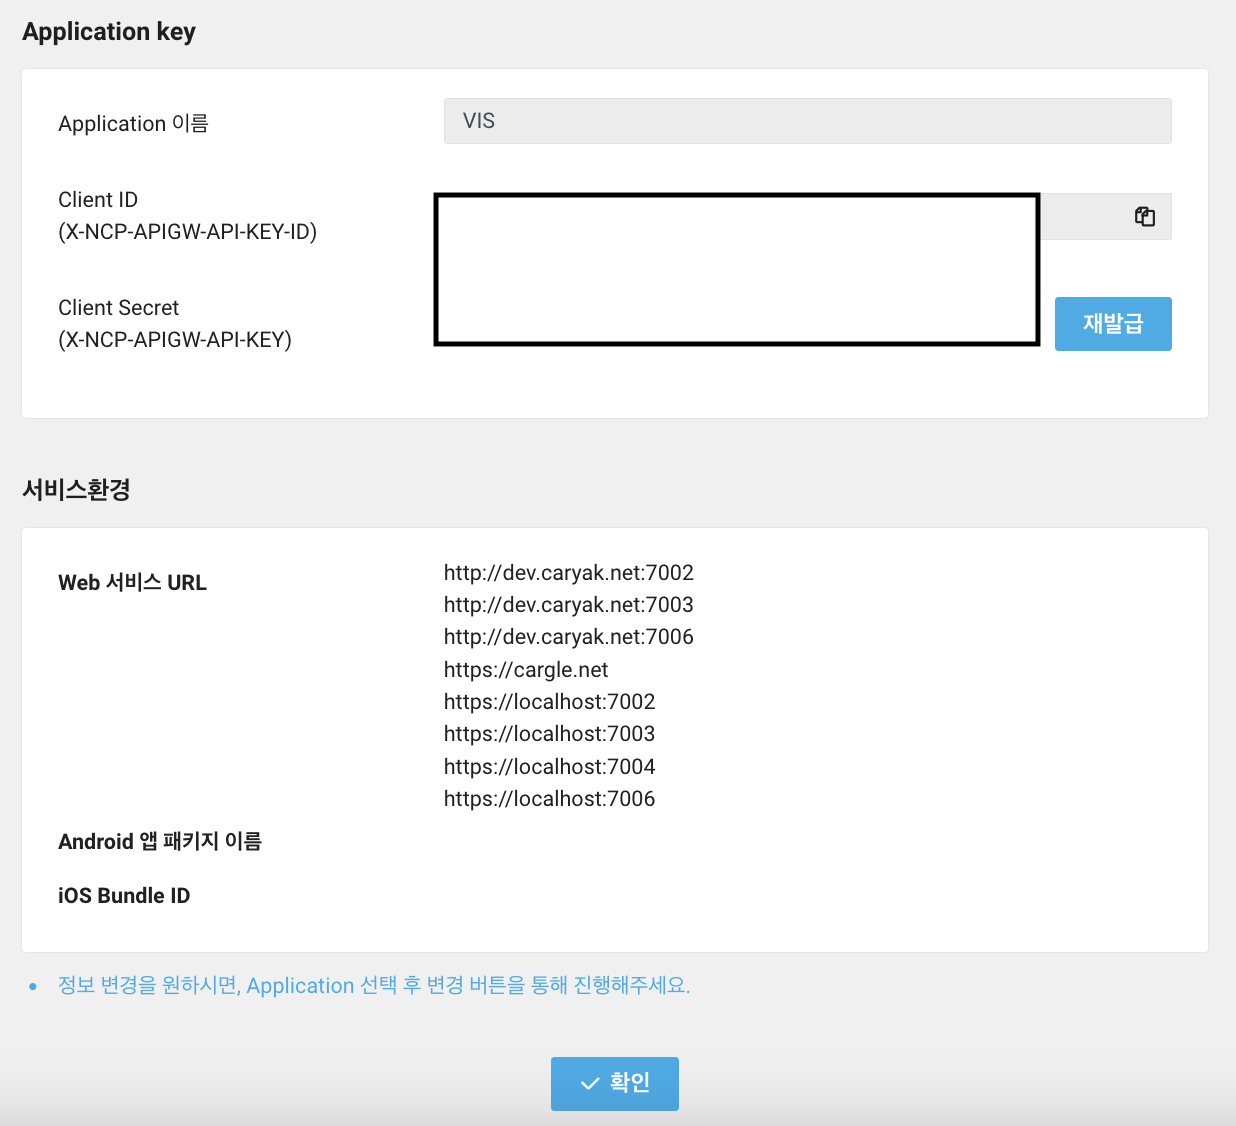 Application key
Application 이름
VIS
Client ID
(X-NCP-APIGW-API-KEY-ID)
Client Secret
(X-NCP-APIGW-API-KEY)
재발급
서비스환경
Web 서비스 URL
http://dev.caryak.net:7002
http://dev.caryak.net:7003
http://dev.caryak.net:7006
https://cargle.net
https://localhost:7002
https://localhost:7003
https://localhost:7004
https://localhost:7006
Android 앱 패키지 이름
iOS Bundle ID
• 정보 변경을 원하시면, Application 선택 후 변경 버튼을 통해 진행해주세요.
확인